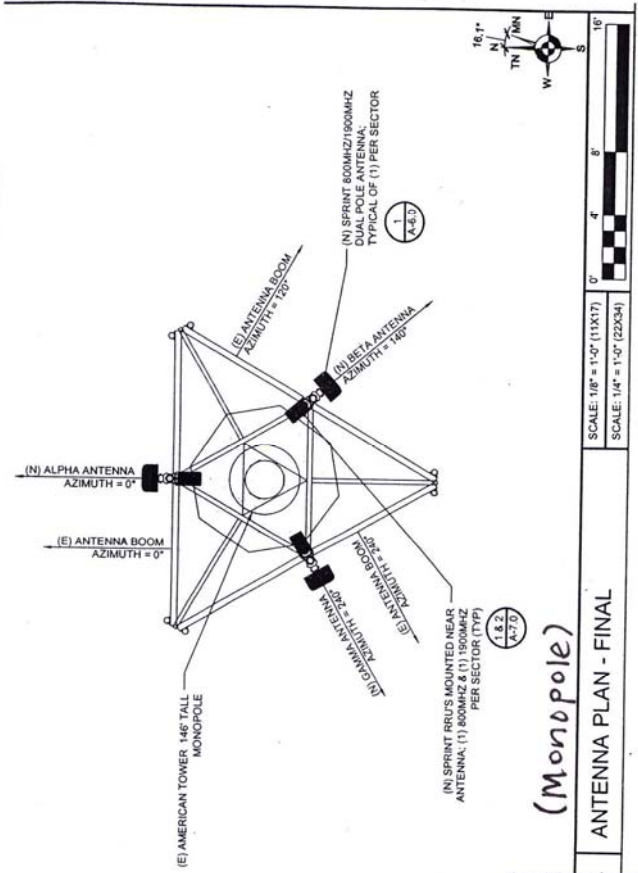 16.1°
N
TN
MN
W
E
S
(N) ALPHA ANTENNA
AZIMUTH = 0°
(E) ANTENNA BOOM
AZIMUTH = 0°
(E) AMERICAN TOWER 146' TALL
MONOPOLE
(E) ANTENNA BOOM
AZIMUTH = 120°
(N) SPRINT 800MHZ/1900MHZ
DUAL POLE ANTENNA;
TYPICAL OF (1) PER SECTOR
1
A-6.0
(N) BETA ANTENNA
AZIMUTH = 140°
(E) ANTENNA BOOM
AZIMUTH = 240°
(N) GAMMA ANTENNA
AZIMUTH = 240°
(N) SPRINT RRU'S MOUNTED NEAR
ANTENNA; (1) 800MHZ & (1) 1900MHZ
PER SECTOR (TYP)
1 & 2
A-7.0
(Monopole)
ANTENNA PLAN - FINAL
SCALE: 1/8" = 1'-0" (11X17)
SCALE: 1/4" = 1'-0" (22X34)
0' 4' 8' 16'